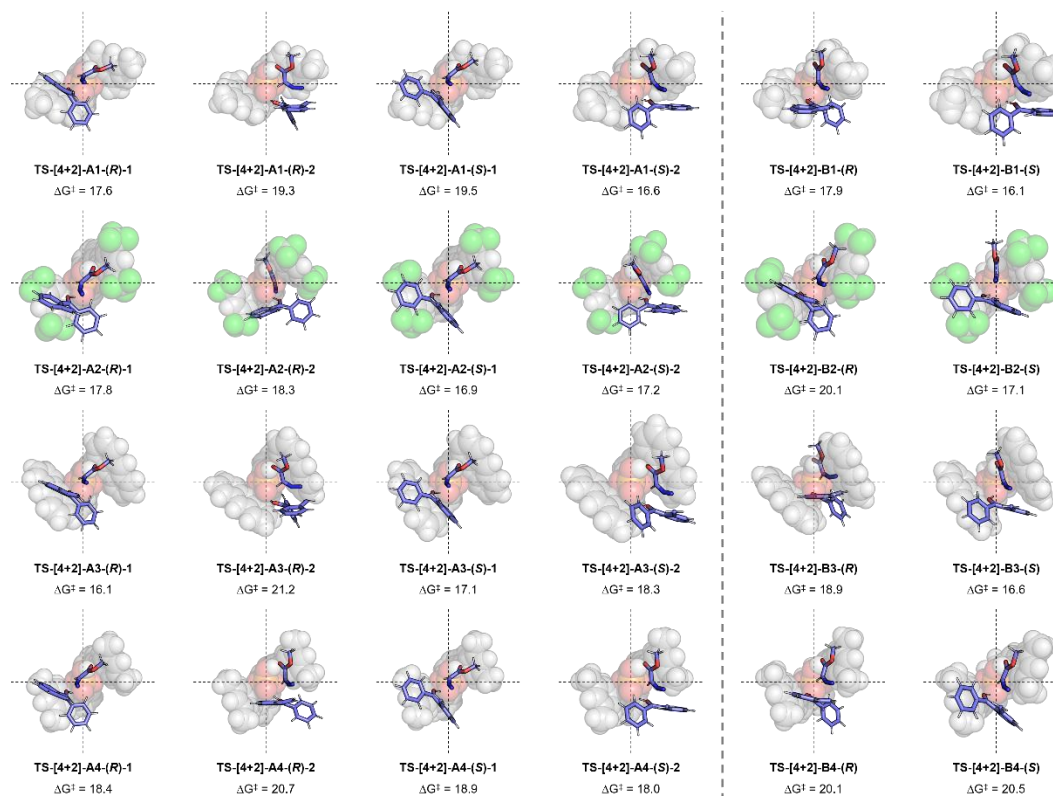 TS-[4+2]-A1-(R)-1 TS-[4+2]-A1-(R)-2 TS-[4+2]-A1-(S)-1 TS-[4+2]-A1-(S)-2 TS-[4+2]-B1-(R) TS-[4+2]-B1-(S)
ΔG‡ = 17.6 ΔG‡ = 19.3 ΔG‡ = 19.5 ΔG‡ = 16.6 ΔG‡ = 17.9 ΔG‡ = 16.1
TS-[4+2]-A2-(R)-1 TS-[4+2]-A2-(R)-2 TS-[4+2]-A2-(S)-1 TS-[4+2]-A2-(S)-2 TS-[4+2]-B2-(R) TS-[4+2]-B2-(S)
ΔG‡ = 17.8 ΔG‡ = 18.3 ΔG‡ = 16.9 ΔG‡ = 17.2 ΔG‡ = 20.1 ΔG‡ = 17.1
TS-[4+2]-A3-(R)-1 TS-[4+2]-A3-(R)-2 TS-[4+2]-A3-(S)-1 TS-[4+2]-A3-(S)-2 TS-[4+2]-B3-(R) TS-[4+2]-B3-(S)
ΔG‡ = 16.1 ΔG‡ = 21.2 ΔG‡ = 17.1 ΔG‡ = 18.3 ΔG‡ = 18.9 ΔG‡ = 16.6
TS-[4+2]-A4-(R)-1 TS-[4+2]-A4-(R)-2 TS-[4+2]-A4-(S)-1 TS-[4+2]-A4-(S)-2 TS-[4+2]-B4-(R) TS-[4+2]-B4-(S)
ΔG‡ = 18.4 ΔG‡ = 20.7 ΔG‡ = 18.9 ΔG‡ = 18.0 ΔG‡ = 20.1 ΔG‡ = 20.5